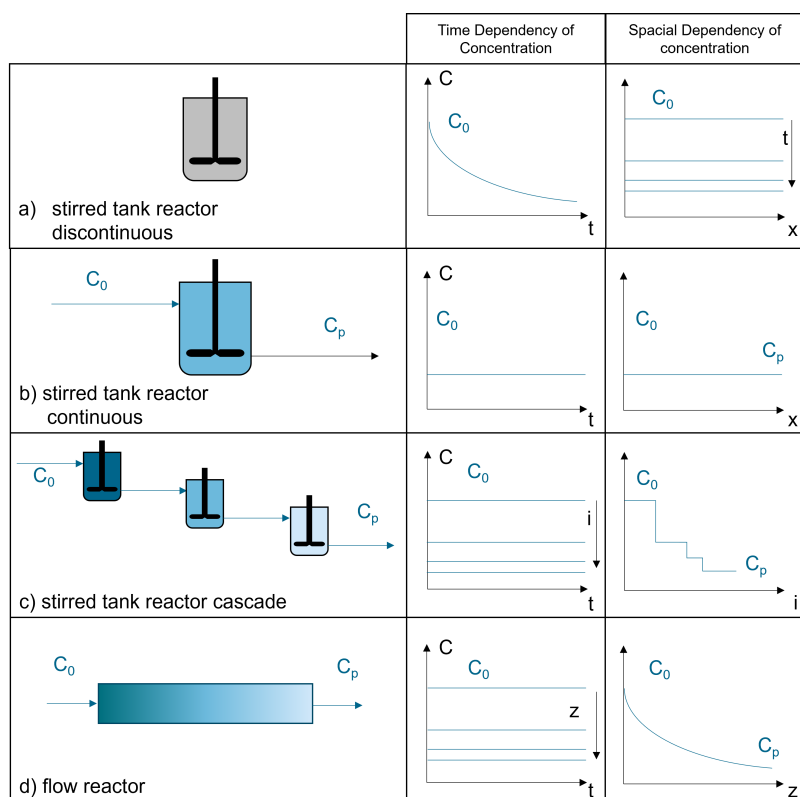 Time Dependency of
Concentration
Spacial Dependency of
concentration
a) stirred tank reactor
discontinuous
C
C₀
t
C₀
t
x
C₀
Cₚ
b) stirred tank reactor
continuous
C
C₀
t
C₀
Cₚ
x
C₀
Cₚ
c) stirred tank reactor cascade
C
C₀
i
t
C₀
Cₚ
i
C₀
Cₚ
d) flow reactor
C
C₀
z
t
C₀
Cₚ
z